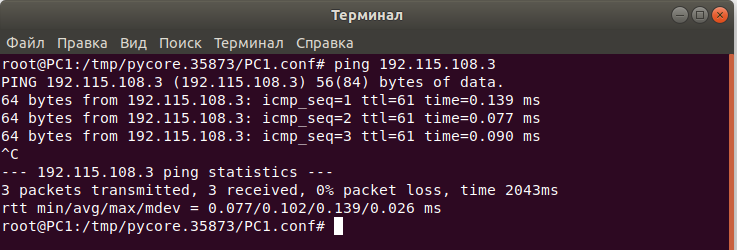 Терминал
Файл Правка Вид Поиск Терминал Справка
root@PC1:/tmp/pycore.35873/PC1.conf# ping 192.115.108.3
PING 192.115.108.3 (192.115.108.3) 56(84) bytes of data.
64 bytes from 192.115.108.3: icmp_seq=1 ttl=61 time=0.139 ms
64 bytes from 192.115.108.3: icmp_seq=2 ttl=61 time=0.077 ms
64 bytes from 192.115.108.3: icmp_seq=3 ttl=61 time=0.090 ms
^C
--- 192.115.108.3 ping statistics ---
3 packets transmitted, 3 received, 0% packet loss, time 2043ms
rtt min/avg/max/mdev = 0.077/0.102/0.139/0.026 ms
root@PC1:/tmp/pycore.35873/PC1.conf#